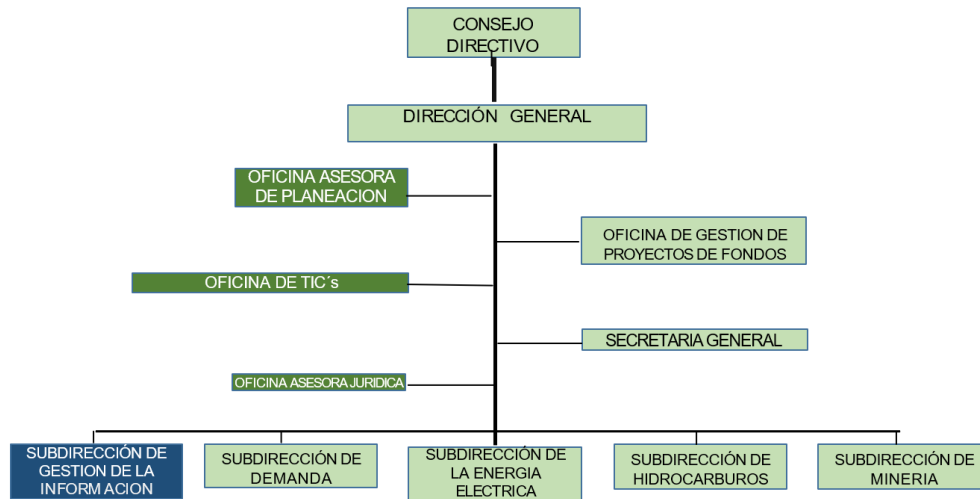 CONSEJO
DIRECTIVO
DIRECCIÓN GENERAL
OFICINA ASESORA
DE PLANEACION
OFICINA DE GESTION DE
PROYECTOS DE FONDOS
OFICINA DE TIC´s
SECRETARIA GENERAL
OFICINA ASESORA JURIDICA
SUBDIRECCIÓN DE
GESTION DE LA
INFORM ACION
SUBDIRECCIÓN DE
DEMANDA
SUBDIRECCIÓN DE
LA ENERGIA
ELECTRICA
SUBDIRECCIÓN DE
HIDROCARBUROS
SUBDIRECCIÓN DE
MINERIA